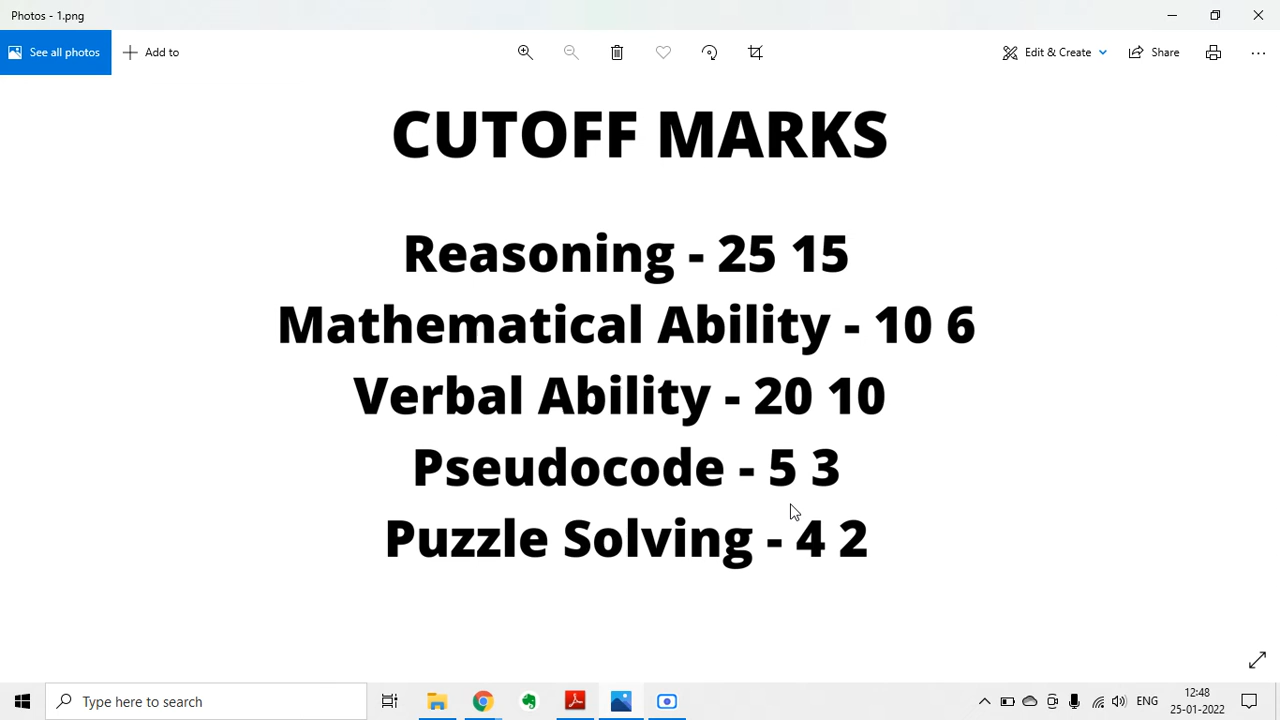 Photos - 1.png
See all photos
Add to
Edit & Create
Share
CUTOFF MARKS
Reasoning - 25 15
Mathematical Ability - 10 6
Verbal Ability - 20 10
Pseudocode - 5 3
Puzzle Solving - 4 2
Type here to search
ENG
2:48
25-01-2022